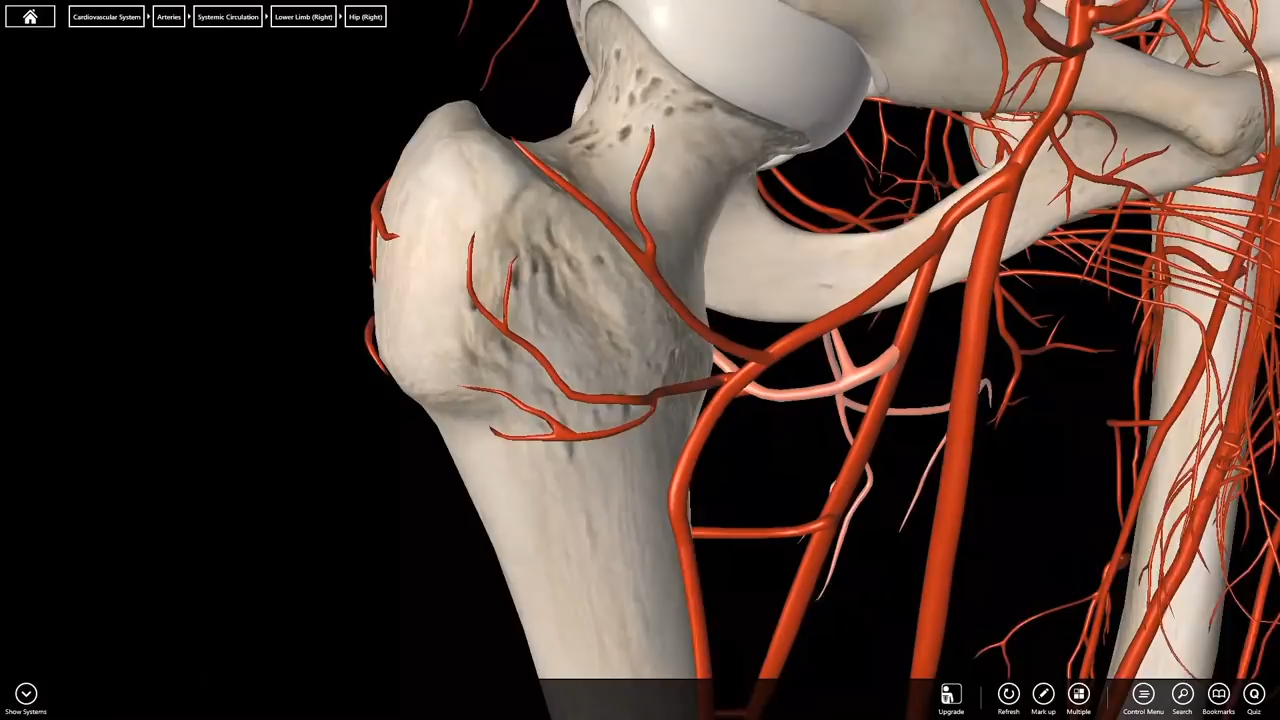 Cardiovascular System Arteries Systemic Circulation Lower Limb (Right) Hip (Right)
Show Systems
Upgrade Refresh Mark up Multiple Control Menu Search Bookmarks Quiz